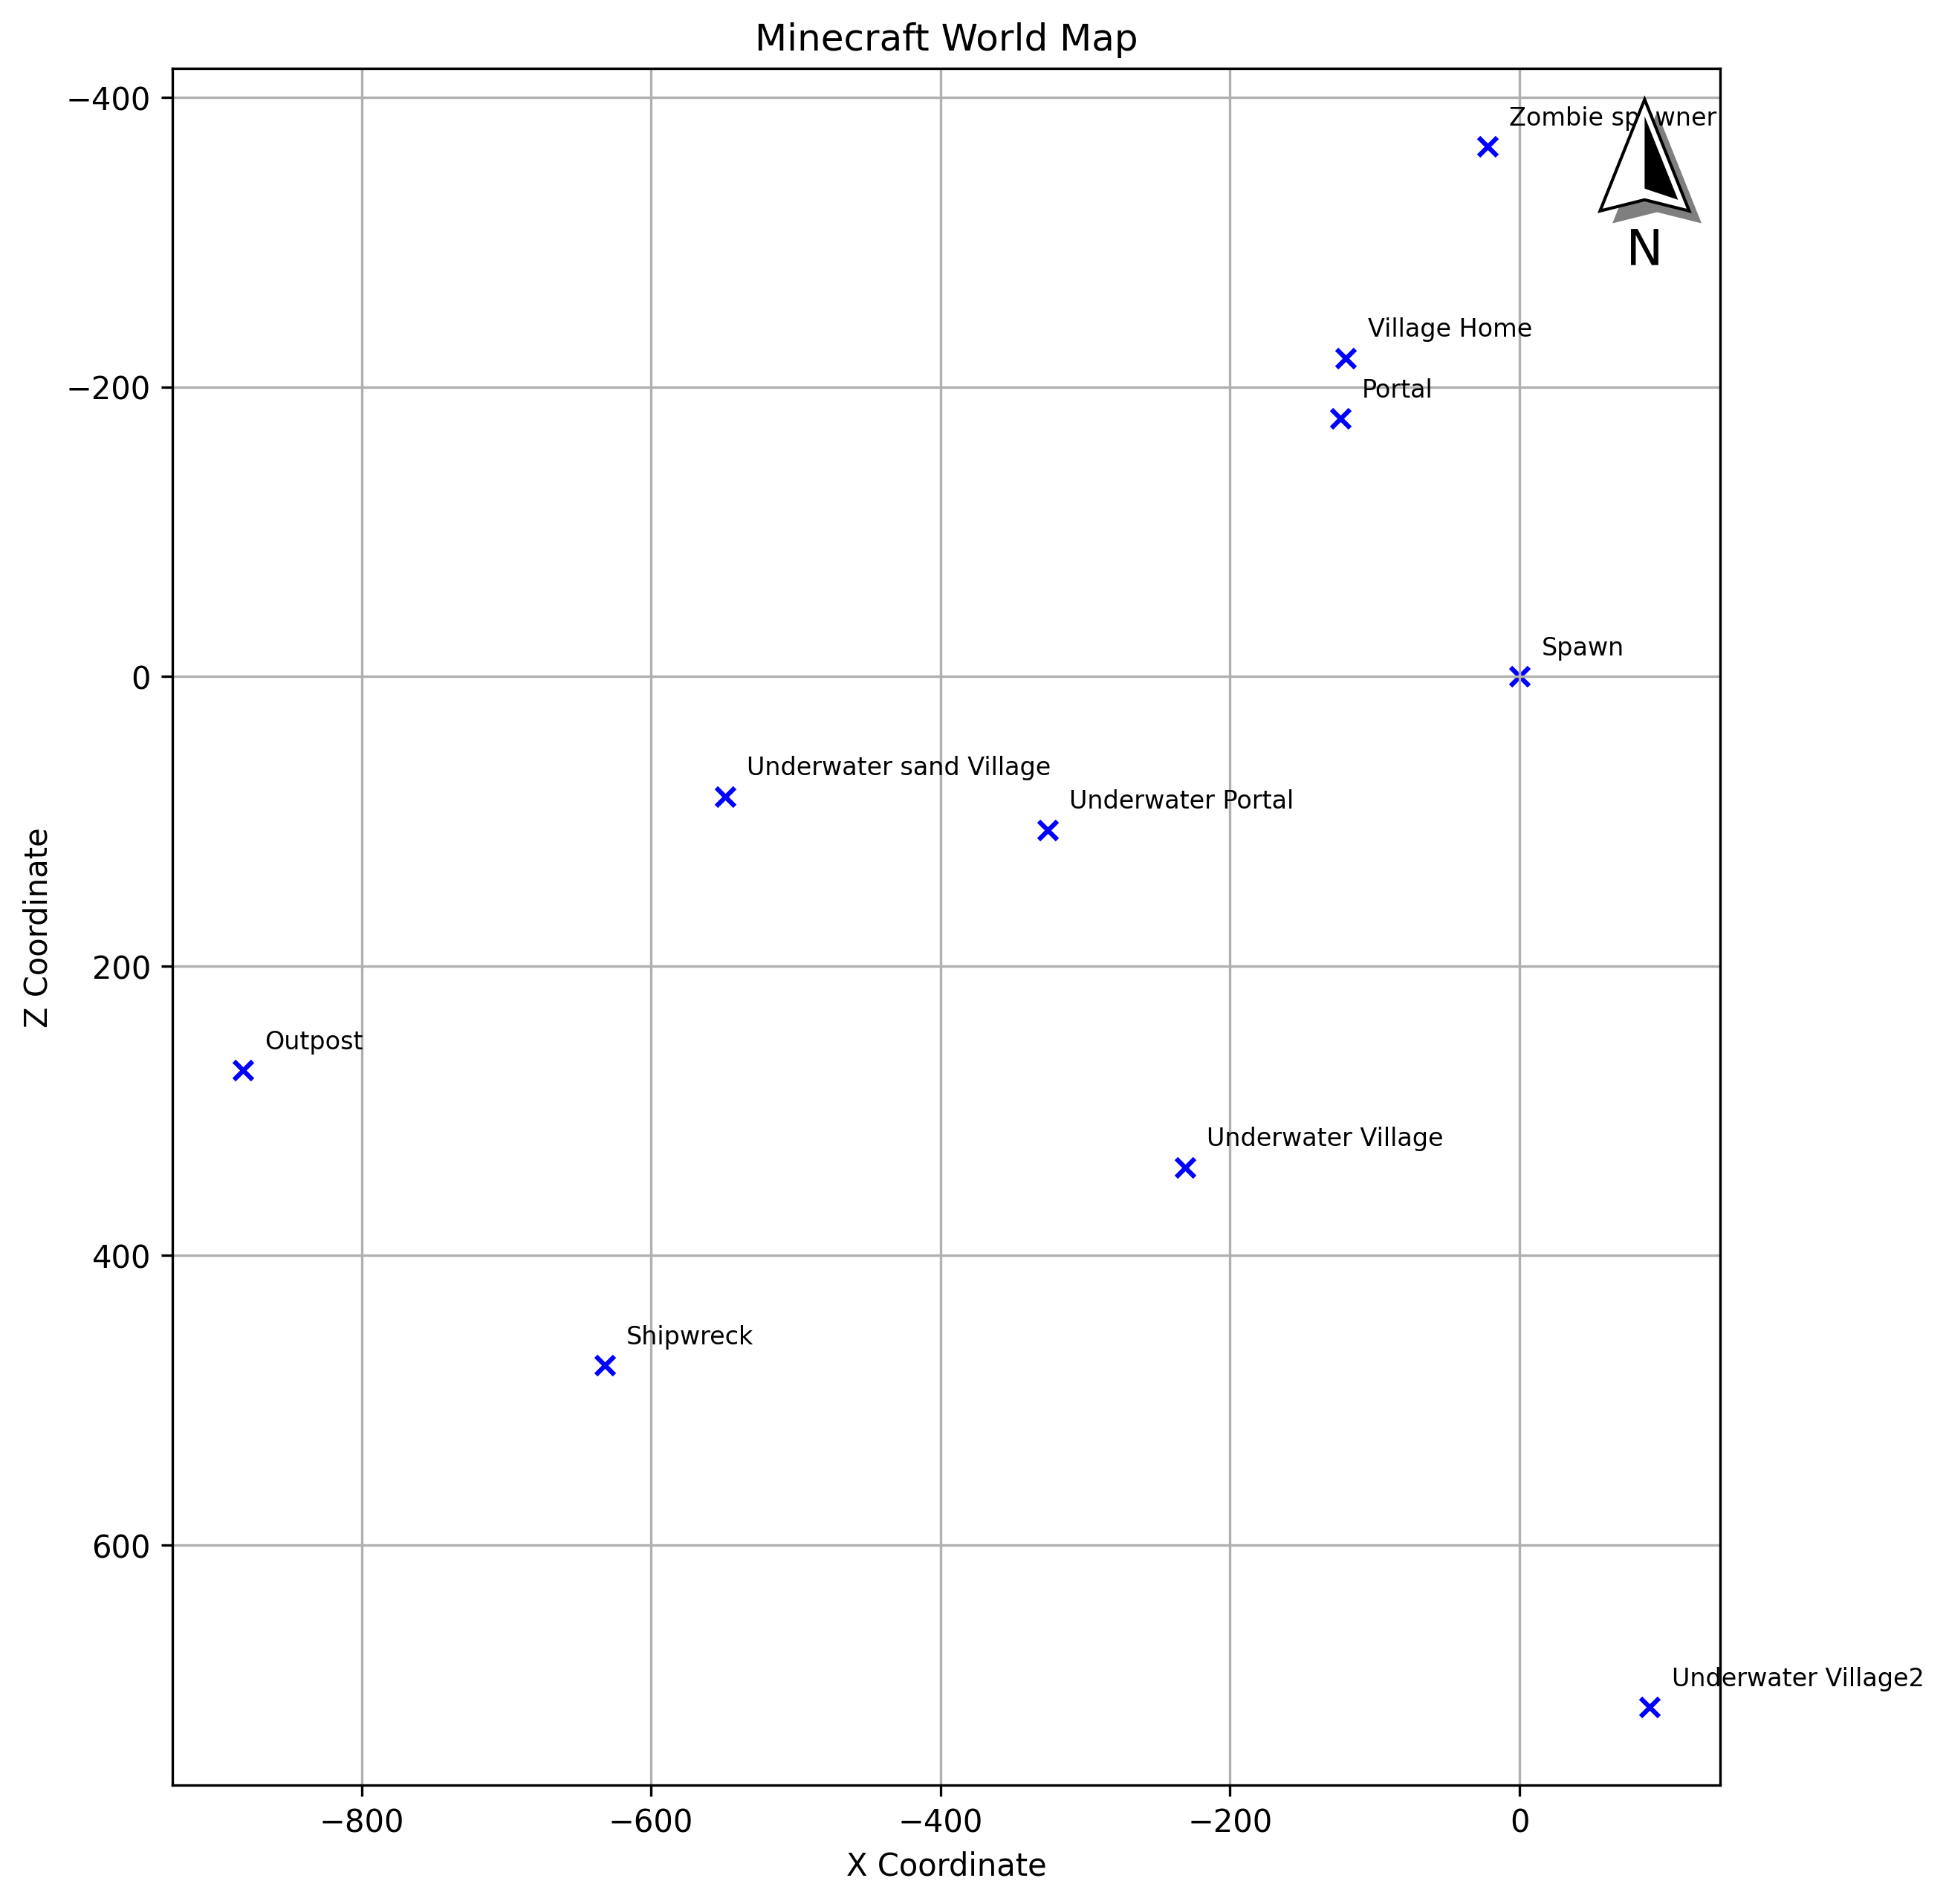 Minecraft World Map
−400
Zombie spawner
N
Village Home
−200
Portal
Spawn
0
Underwater sand Village
Underwater Portal
Z Coordinate
200
Outpost
Underwater Village
400
Shipwreck
600
Underwater Village2
−800
−600
−400
−200
0
X Coordinate